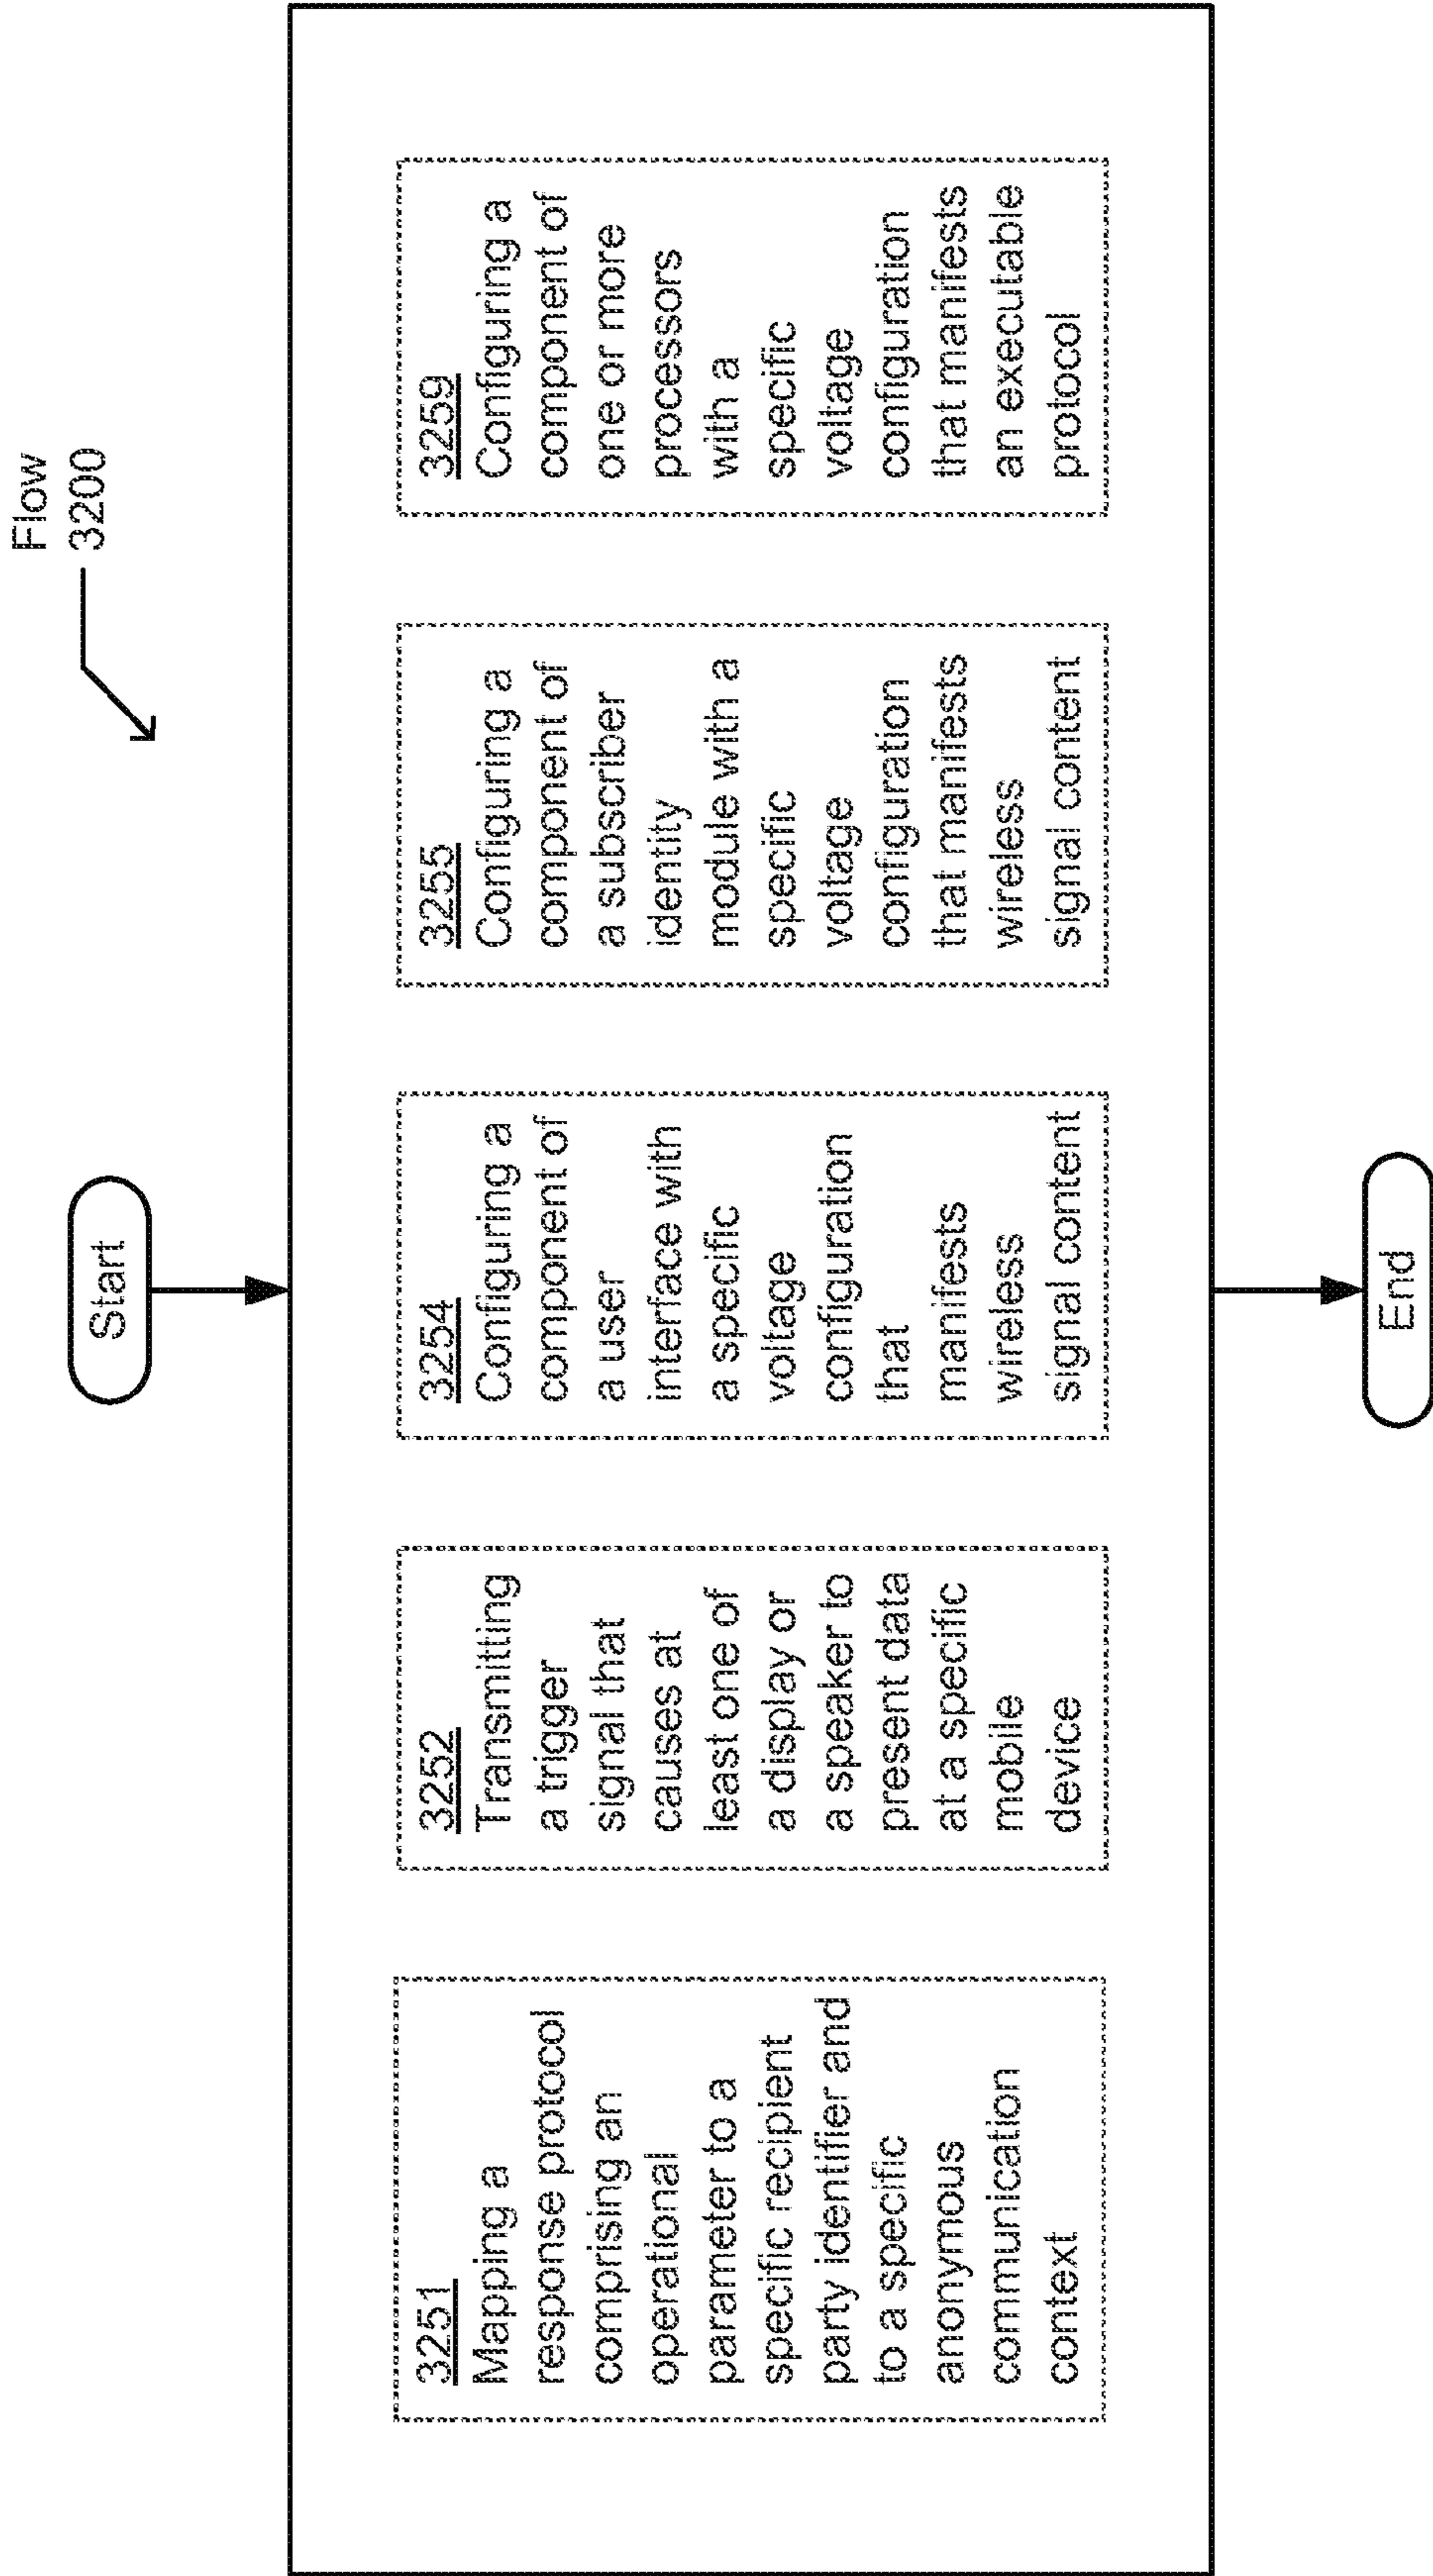 Flow
3200
Start
3251
Mapping a
response protocol
comprising an
operational
parameter to a
specific recipient
party identifier and
to a specific
anonymous
communication
context
3252
Transmitting
a trigger
signal that
causes at
least one of
a display or
a speaker to
present data
at a specific
mobile
device
3254
Configuring a
component of
a user
interface with
a specific
voltage
configuration
that
manifests
wireless
signal content
3255
Configuring a
component of
a subscriber
identity
module with a
specific
voltage
configuration
that manifests
wireless
signal content
3259
Configuring a
component of
one or more
processors
with a
specific
voltage
configuration
that manifests
an executable
protocol
End